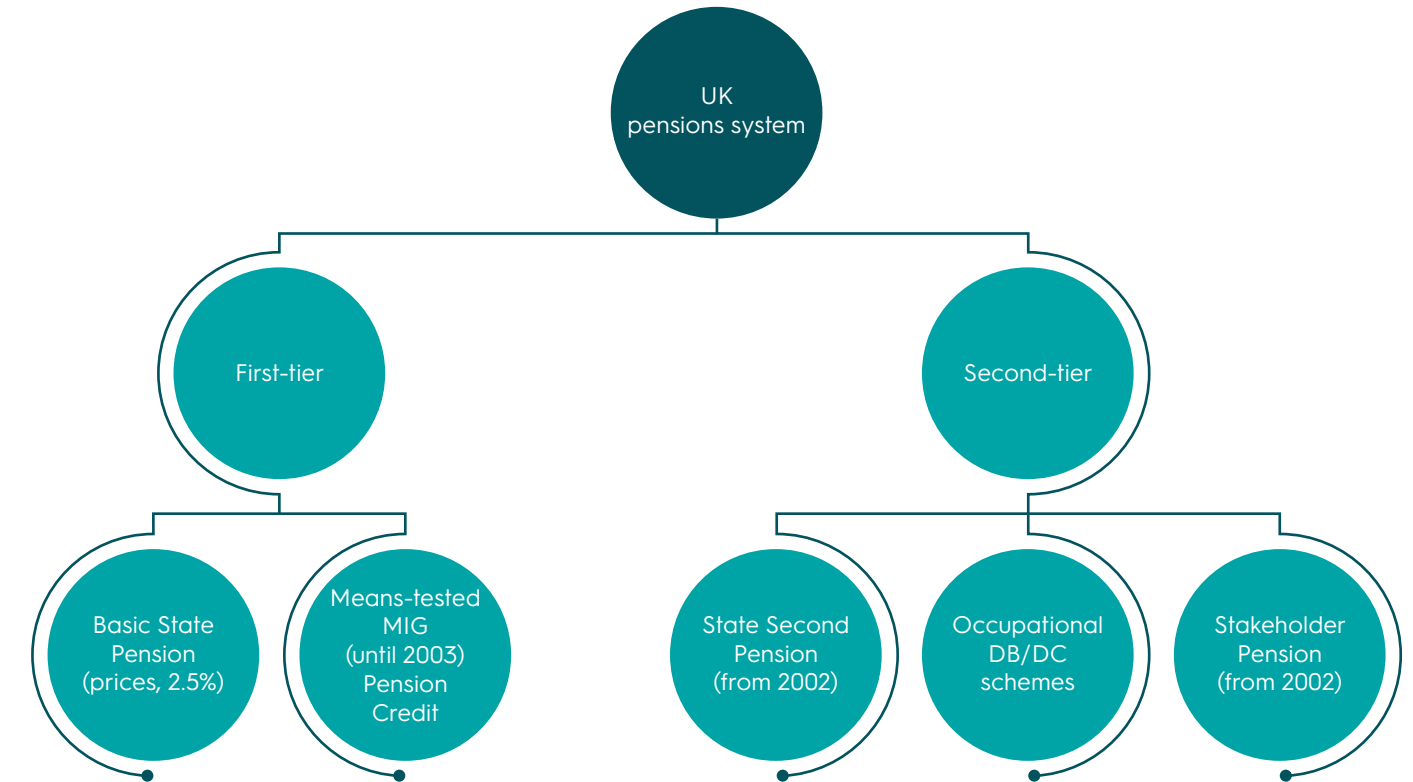 UK
pensions system
First-tier
Second-tier
Basic State
Pension
(prices, 2.5%)
Means-tested
MIG
(until 2003)
Pension
Credit
State Second
Pension
(from 2002)
Occupational
DB/DC
schemes
Stakeholder
Pension
(from 2002)